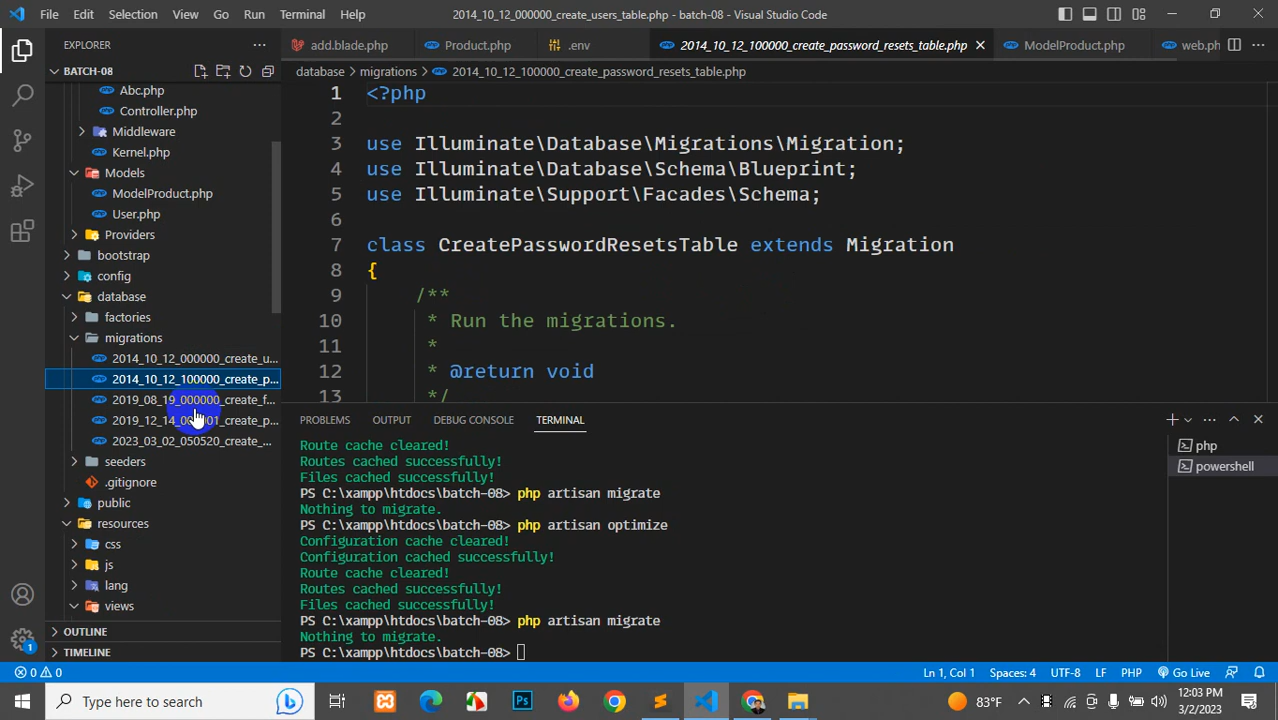 File Edit Selection View Go Run Terminal Help 2014_10_12_000000_create_users_table.php - batch-08 - Visual Studio Code
EXPLORER
add.blade.php Product.php .env 2014_10_12_100000_create_password_resets_table.php ModelProduct.php web.ph
BATCH-08
database > migrations > 2014_10_12_100000_create_password_resets_table.php
Abc.php
Controller.php
Middleware
Kernel.php
Models
ModelProduct.php
User.php
Providers
bootstrap
config
database
factories
migrations
2014_10_12_000000_create_u...
2014_10_12_100000_create_p...
2019_08_19_000000_create_f...
2019_12_14_000001_create_p...
2023_03_02_050520_create_...
seeders
.gitignore
public
resources
css
js
lang
views
OUTLINE
TIMELINE
1 <?php
2
3 use Illuminate\Database\Migrations\Migration;
4 use Illuminate\Database\Schema\Blueprint;
5 use Illuminate\Support\Facades\Schema;
6
7 class CreatePasswordResetsTable extends Migration
8 {
9 /**
10 * Run the migrations.
11 *
12 * @return void
13 */
PROBLEMS OUTPUT DEBUG CONSOLE TERMINAL
Route cache cleared!
Routes cached successfully!
Files cached successfully!
PS C:\xampp\htdocs\batch-08> php artisan migrate
Nothing to migrate.
PS C:\xampp\htdocs\batch-08> php artisan optimize
Configuration cache cleared!
Configuration cached successfully!
Route cache cleared!
Routes cached successfully!
Files cached successfully!
PS C:\xampp\htdocs\batch-08> php artisan migrate
Nothing to migrate.
PS C:\xampp\htdocs\batch-08>
php
powershell
1
0 0 Ln 1, Col 1 Spaces: 4 UTF-8 LF PHP Go Live
Type here to search
83°F
12:03 PM
3/2/2023